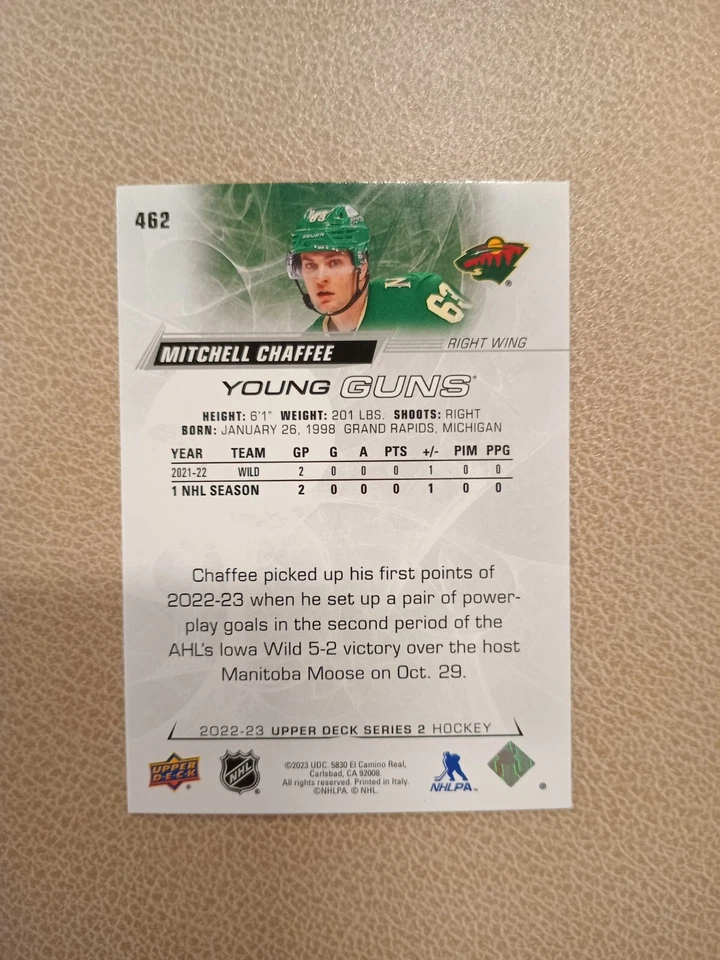 462
63
N
63
MITCHELL CHAFFEE
RIGHT WING
YOUNG GUNS
HEIGHT: 6'1" WEIGHT: 201 LBS. SHOOTS: RIGHT
BORN: JANUARY 26, 1998 GRAND RAPIDS, MICHIGAN
YEAR TEAM GP G A PTS +/- PIM PPG
2021-22 WILD 2 0 0 0 1 0 0
1 NHL SEASON 2 0 0 0 1 0 0
Chaffee picked up his first points of
2022-23 when he set up a pair of power-
play goals in the second period of the
AHL's Iowa Wild 5-2 victory over the host
Manitoba Moose on Oct. 29.
2022-23 UPPER DECK SERIES 2 HOCKEY
UPPER
DECK
®
NHL
©2023 UDC. 5830 El Camino Real,
Carlsbad, CA 92008.
All rights reserved. Printed in Italy.
©NHLPA. © NHL.
NHLPA™
®